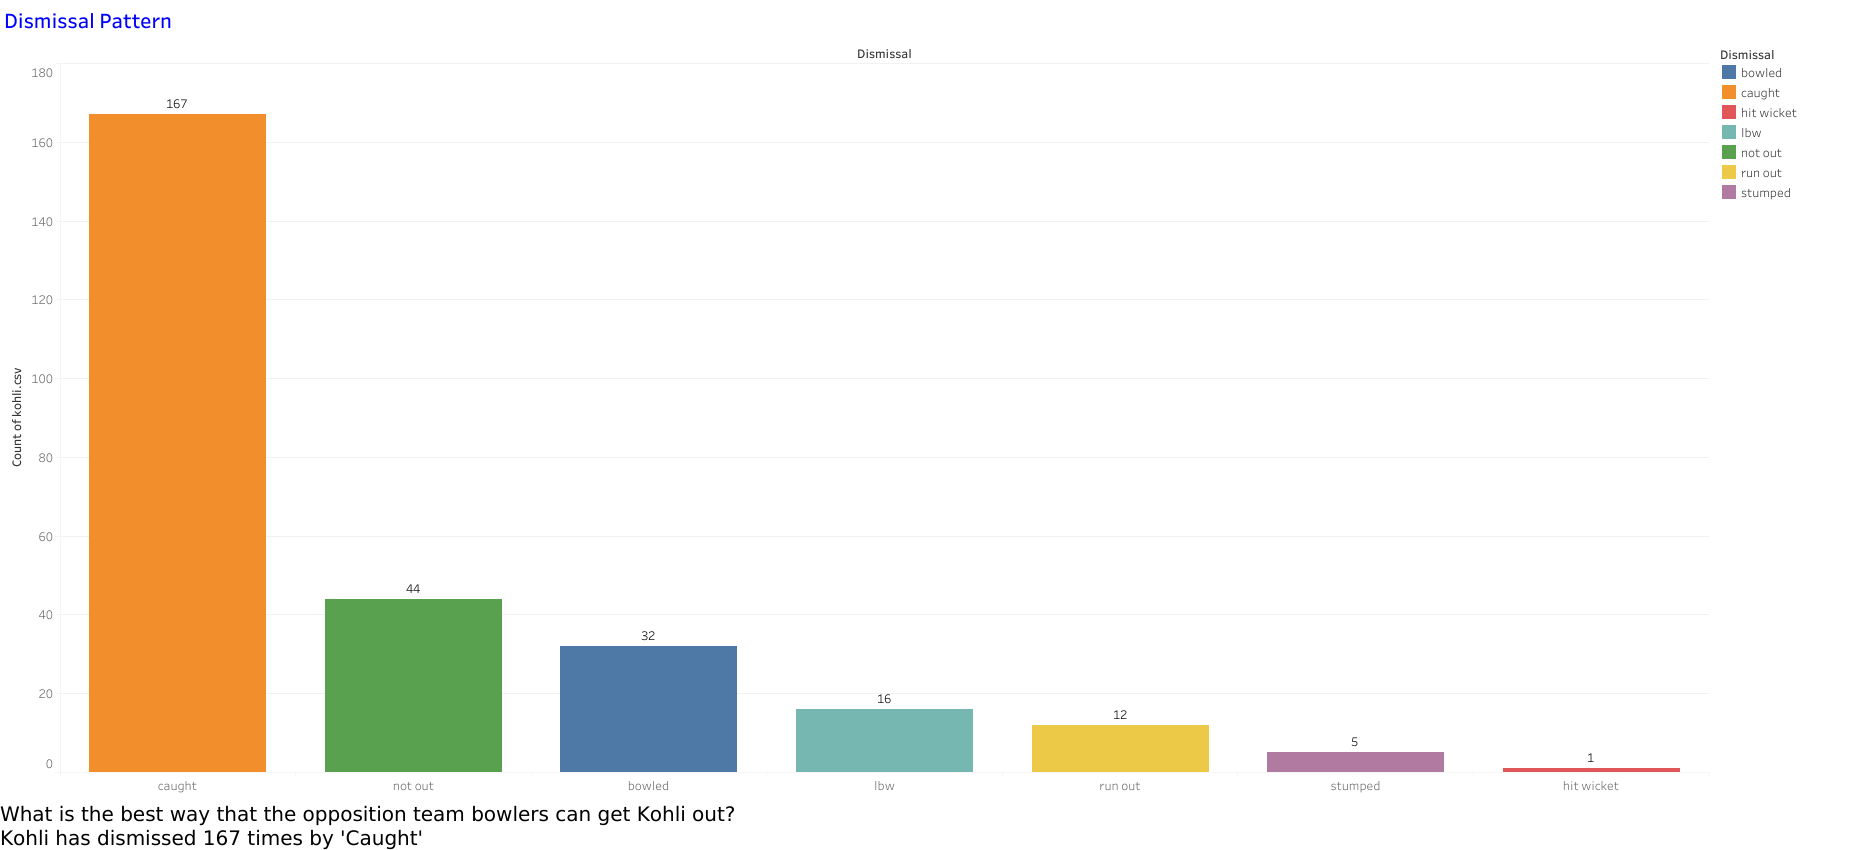 Dismissal Pattern
Dismissal
Dismissal
bowled
caught
hit wicket
lbw
not out
run out
stumped
180
160
140
120
100
80
60
40
20
0
Count of kohli.csv
167
44
32
16
12
5
1
caught
not out
bowled
lbw
run out
stumped
hit wicket
What is the best way that the opposition team bowlers can get Kohli out?
Kohli has dismissed 167 times by 'Caught'